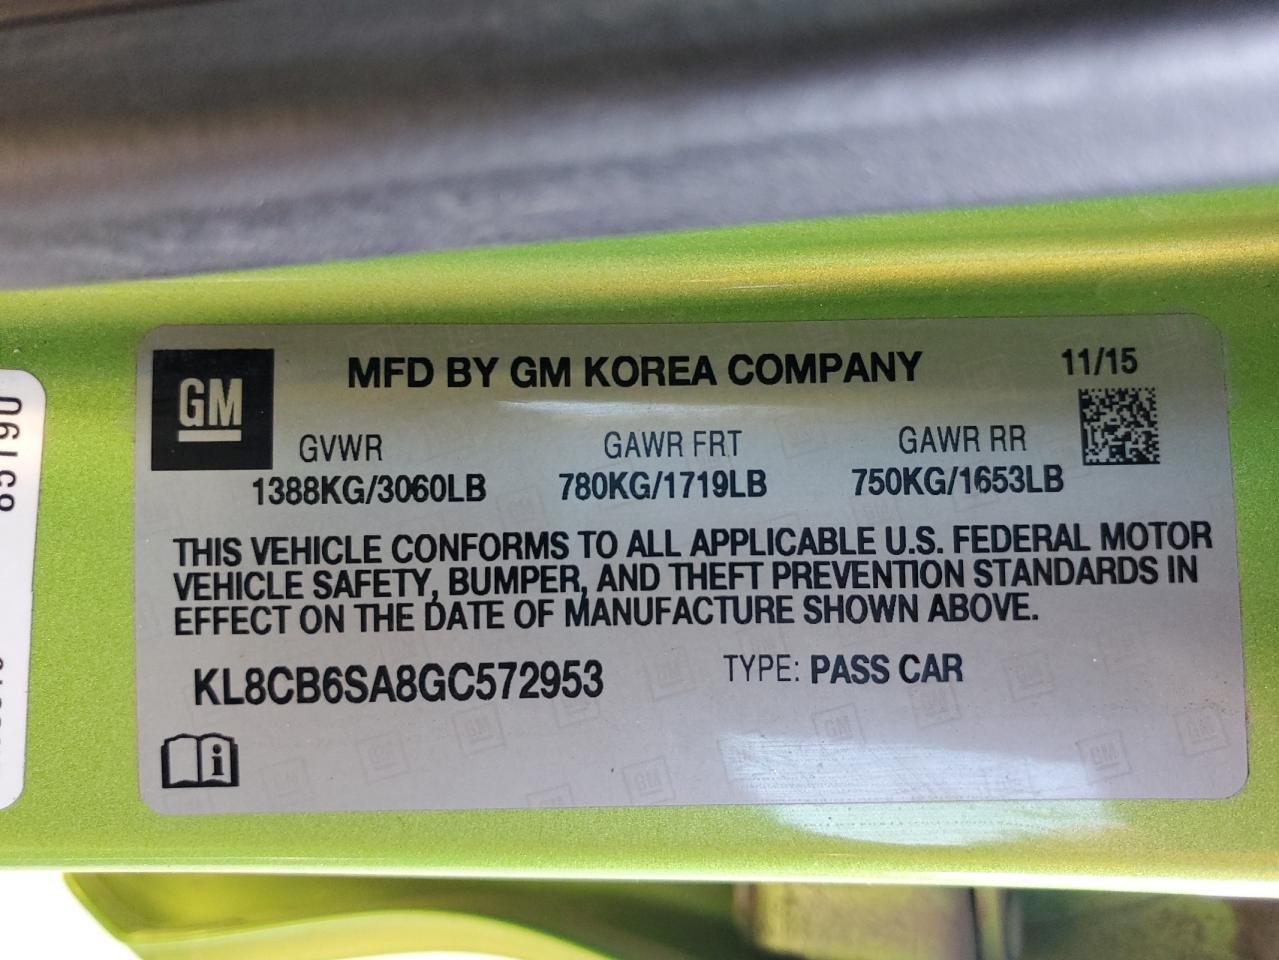 GM
MFD BY GM KOREA COMPANY
11/15
GVWR GAWR FRT GAWR RR
1388KG/3060LB 780KG/1719LB 750KG/1653LB
THIS VEHICLE CONFORMS TO ALL APPLICABLE U.S. FEDERAL MOTOR
VEHICLE SAFETY, BUMPER, AND THEFT PREVENTION STANDARDS IN
EFFECT ON THE DATE OF MANUFACTURE SHOWN ABOVE.
KL8CB6SA8GC572953 TYPE: PASS CAR